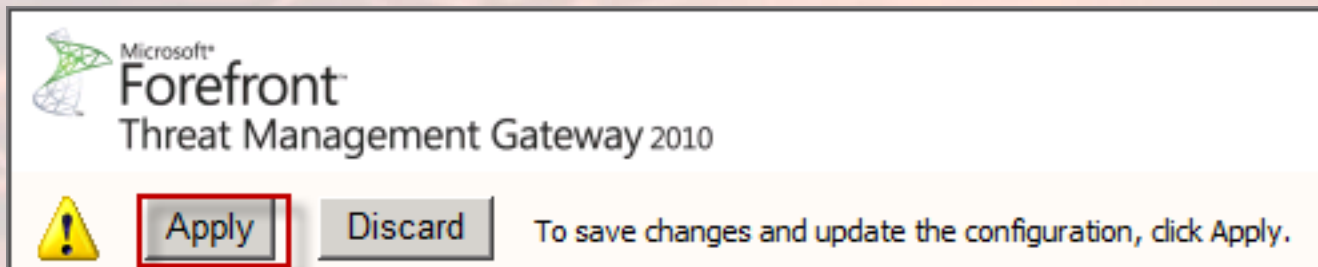 Microsoft®
Forefront™
Threat Management Gateway 2010
Apply Discard To save changes and update the configuration, click Apply.